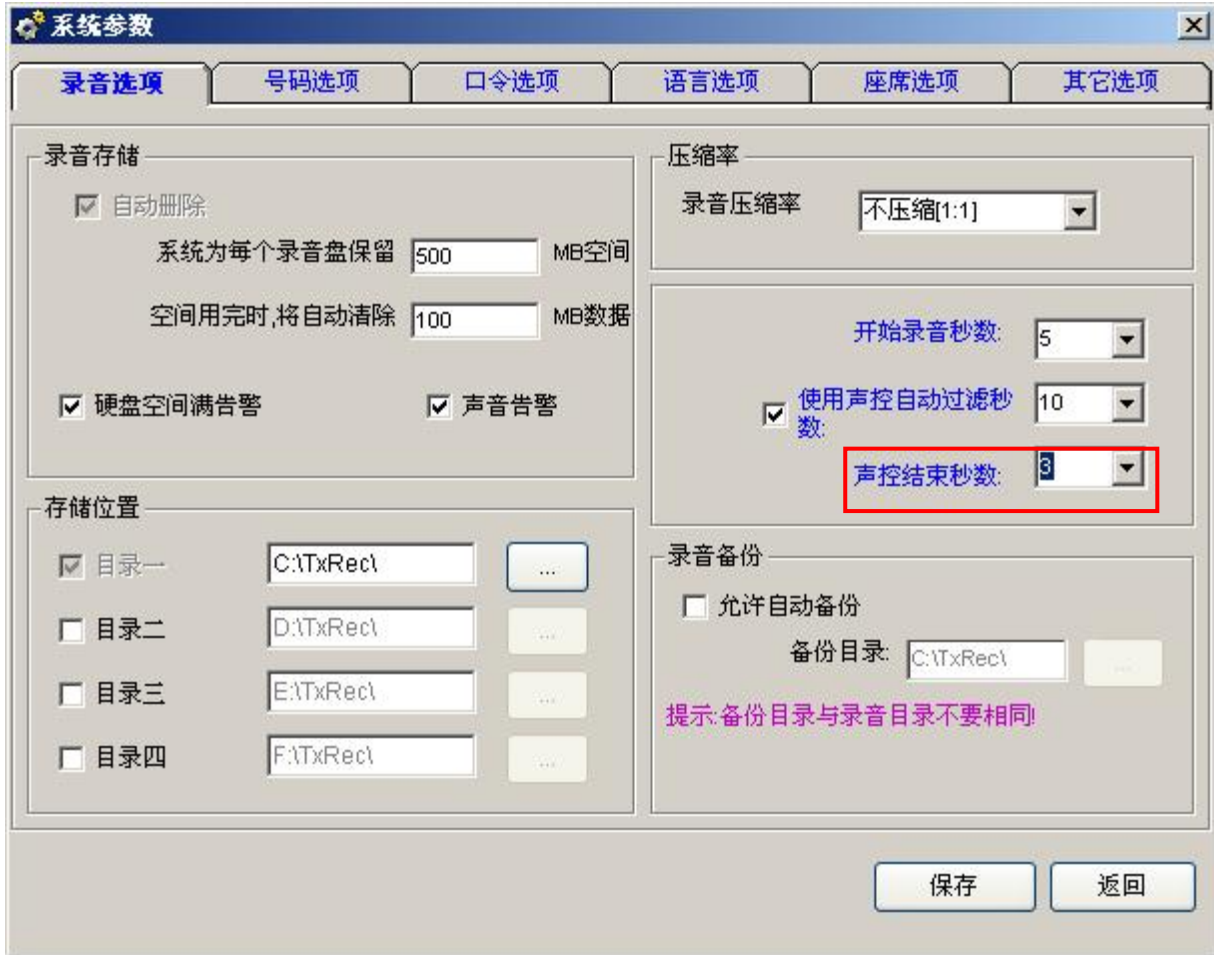 系统参数
录音选项
号码选项
口令选项
语言选项
座席选项
其它选项
录音存储
自动删除
系统为每个录音盘保留 500 MB空间
空间用完时,将自动清除 100 MB数据
硬盘空间满告警
声音告警
存储位置
目录一 C:\TxRec\ ...
目录二 D:\TxRec\ ...
目录三 E:\TxRec\ ...
目录四 F:\TxRec\ ...
压缩率
录音压缩率 不压缩[1:1]
开始录音秒数: 5
使用声控自动过滤秒 10
数:
声控结束秒数: 3
录音备份
允许自动备份
备份目录: C:\TxRec\ ...
提示:备份目录与录音目录不要相同!
保存
返回